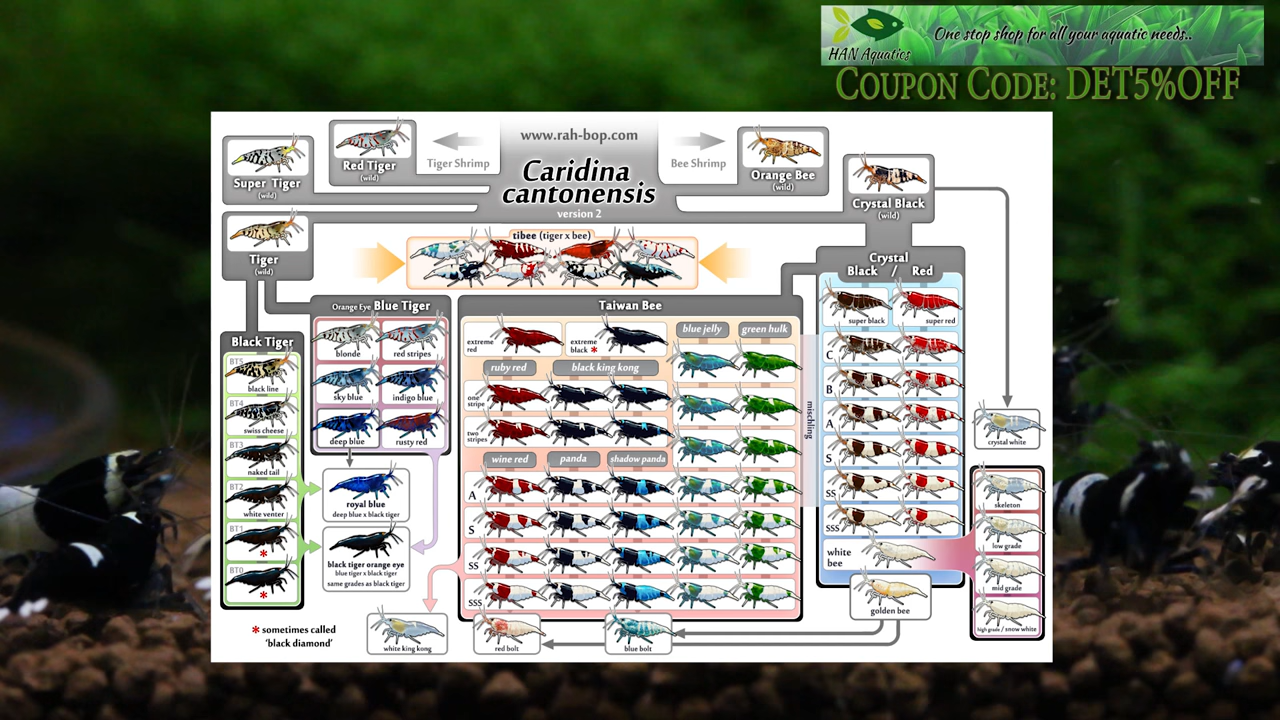 One stop shop for all your aquatic needs..
HAN Aquatics
COUPON CODE: DET5%OFF
www.rah-bop.com
Tiger Shrimp
Bee Shrimp
Caridina
cantonensis
version 2
Red Tiger
(wild)
Super Tiger
(wild)
Orange Bee
(wild)
Crystal Black
(wild)
Tiger
(wild)
tibee (tiger x bee)
Crystal
Black / Red
super black
super red
C
B
A
S
SS
SSS
white
bee
golden bee
mischling
crystal white
skeleton
low grade
mid grade
high grade / snow white
Orange Eye Blue Tiger
blonde
red stripes
sky blue
indigo blue
deep blue
rusty red
royal blue
deep blue x black tiger
black tiger orange eye
blue tiger x black tiger
same grades as black tiger
Black Tiger
BT5
black line
BT4
swiss cheese
BT3
naked tail
BT2
white venter
BT1
*
BT0
*
* sometimes called
'black diamond'
Taiwan Bee
extreme
red
extreme
black *
blue jelly
green hulk
ruby red
black king kong
one
stripe
two
stripes
wine red
panda
shadow panda
A
S
SS
SSS
white king kong
red bolt
blue bolt